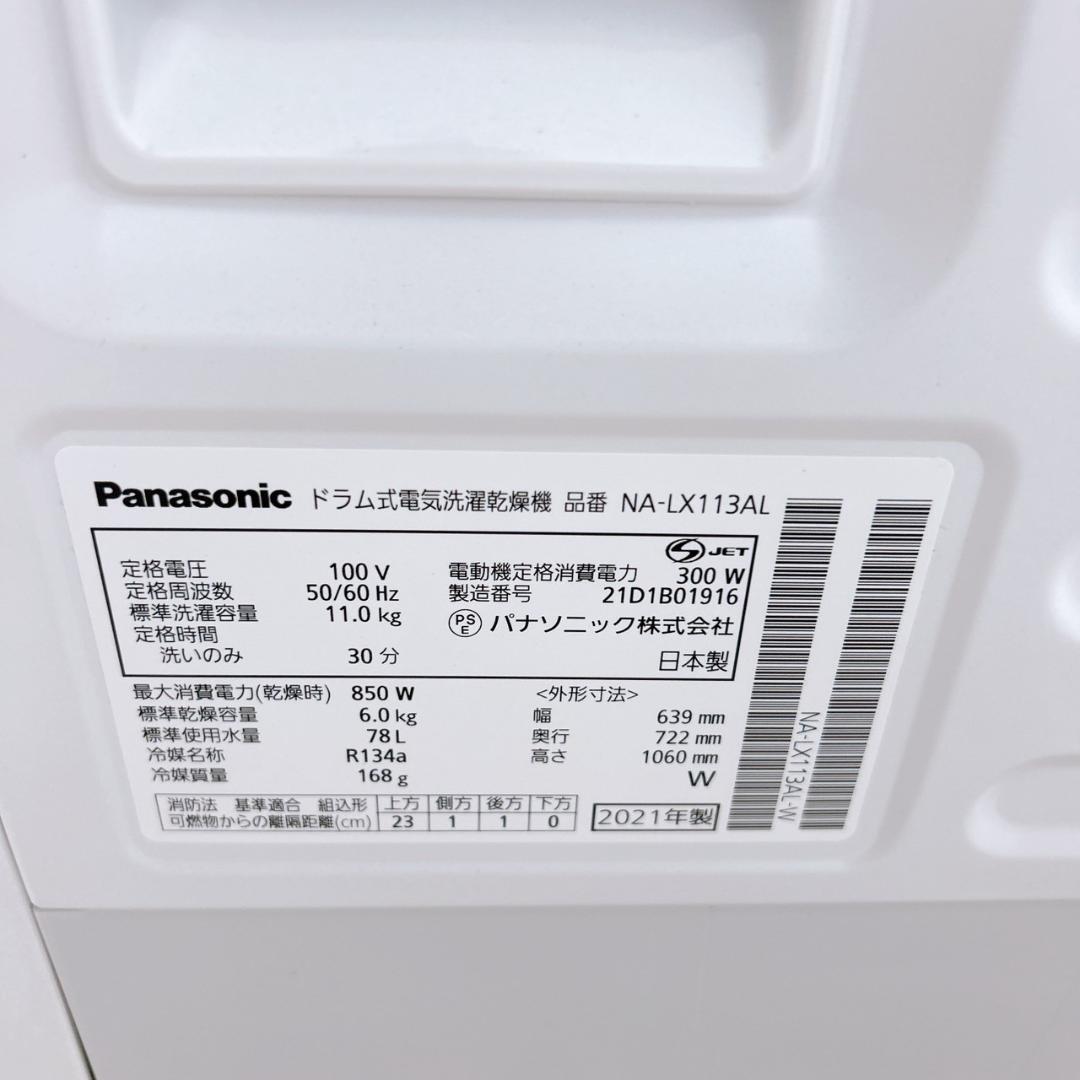 Panasonic ドラム式電気洗濯乾燥機 品番 NA-LX113AL
S JET
定格電圧 100 V
定格周波数 50/60 Hz
標準洗濯容量 11.0 kg
定格時間
洗いのみ 30 分
電動機定格消費電力 300 W
製造番号 21D1B01916
PSE パナソニック株式会社
日本製
最大消費電力(乾燥時) 850 W
標準乾燥容量 6.0 kg
標準使用水量 78 L
冷媒名称 R134a
冷媒質量 168 g
<外形寸法>
幅 639 mm
奥行 722 mm
高さ 1060 mm
W
消防法 基準適合 組込形 上方 側方 後方 下方
可燃物からの離隔距離(cm) 23 1 1 0
2021年製
NA-LX113AL-W